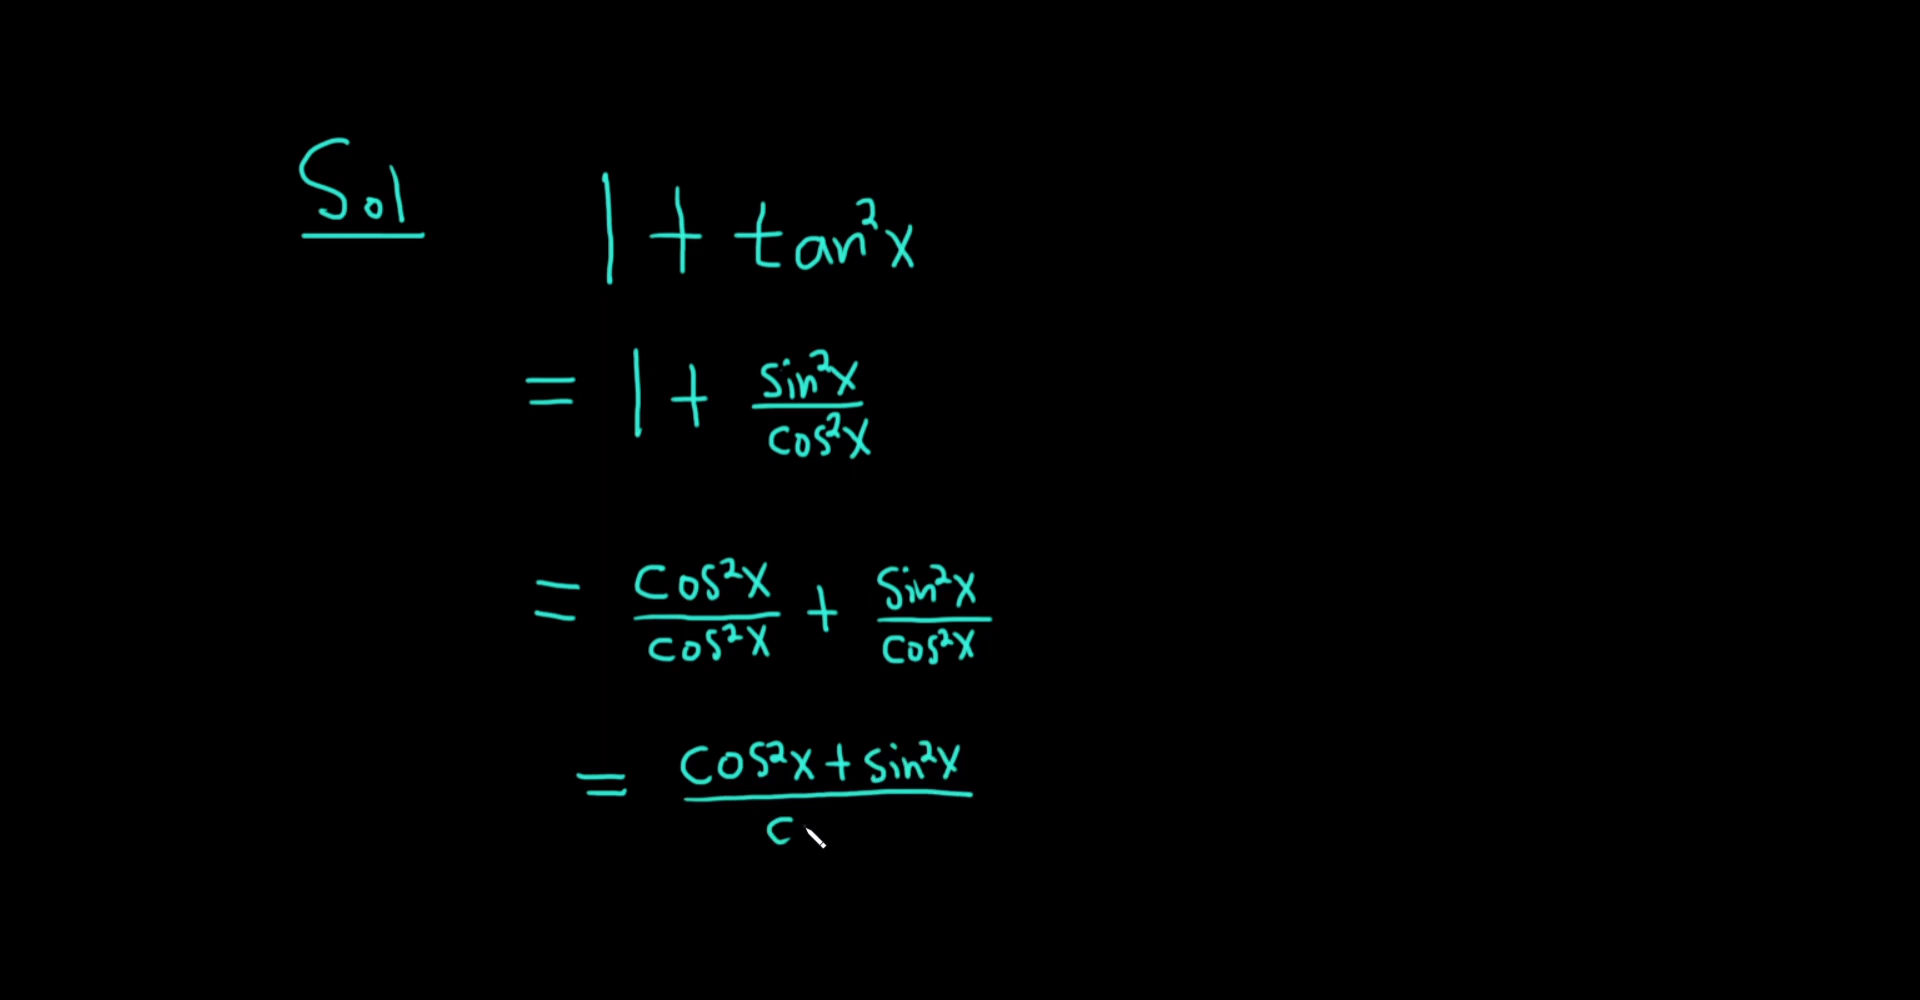 Sol 1 + tan²x
= 1 + sin²x/cos²x
= cos²x/cos²x + sin²x/cos²x
= cos²x + sin²x/c